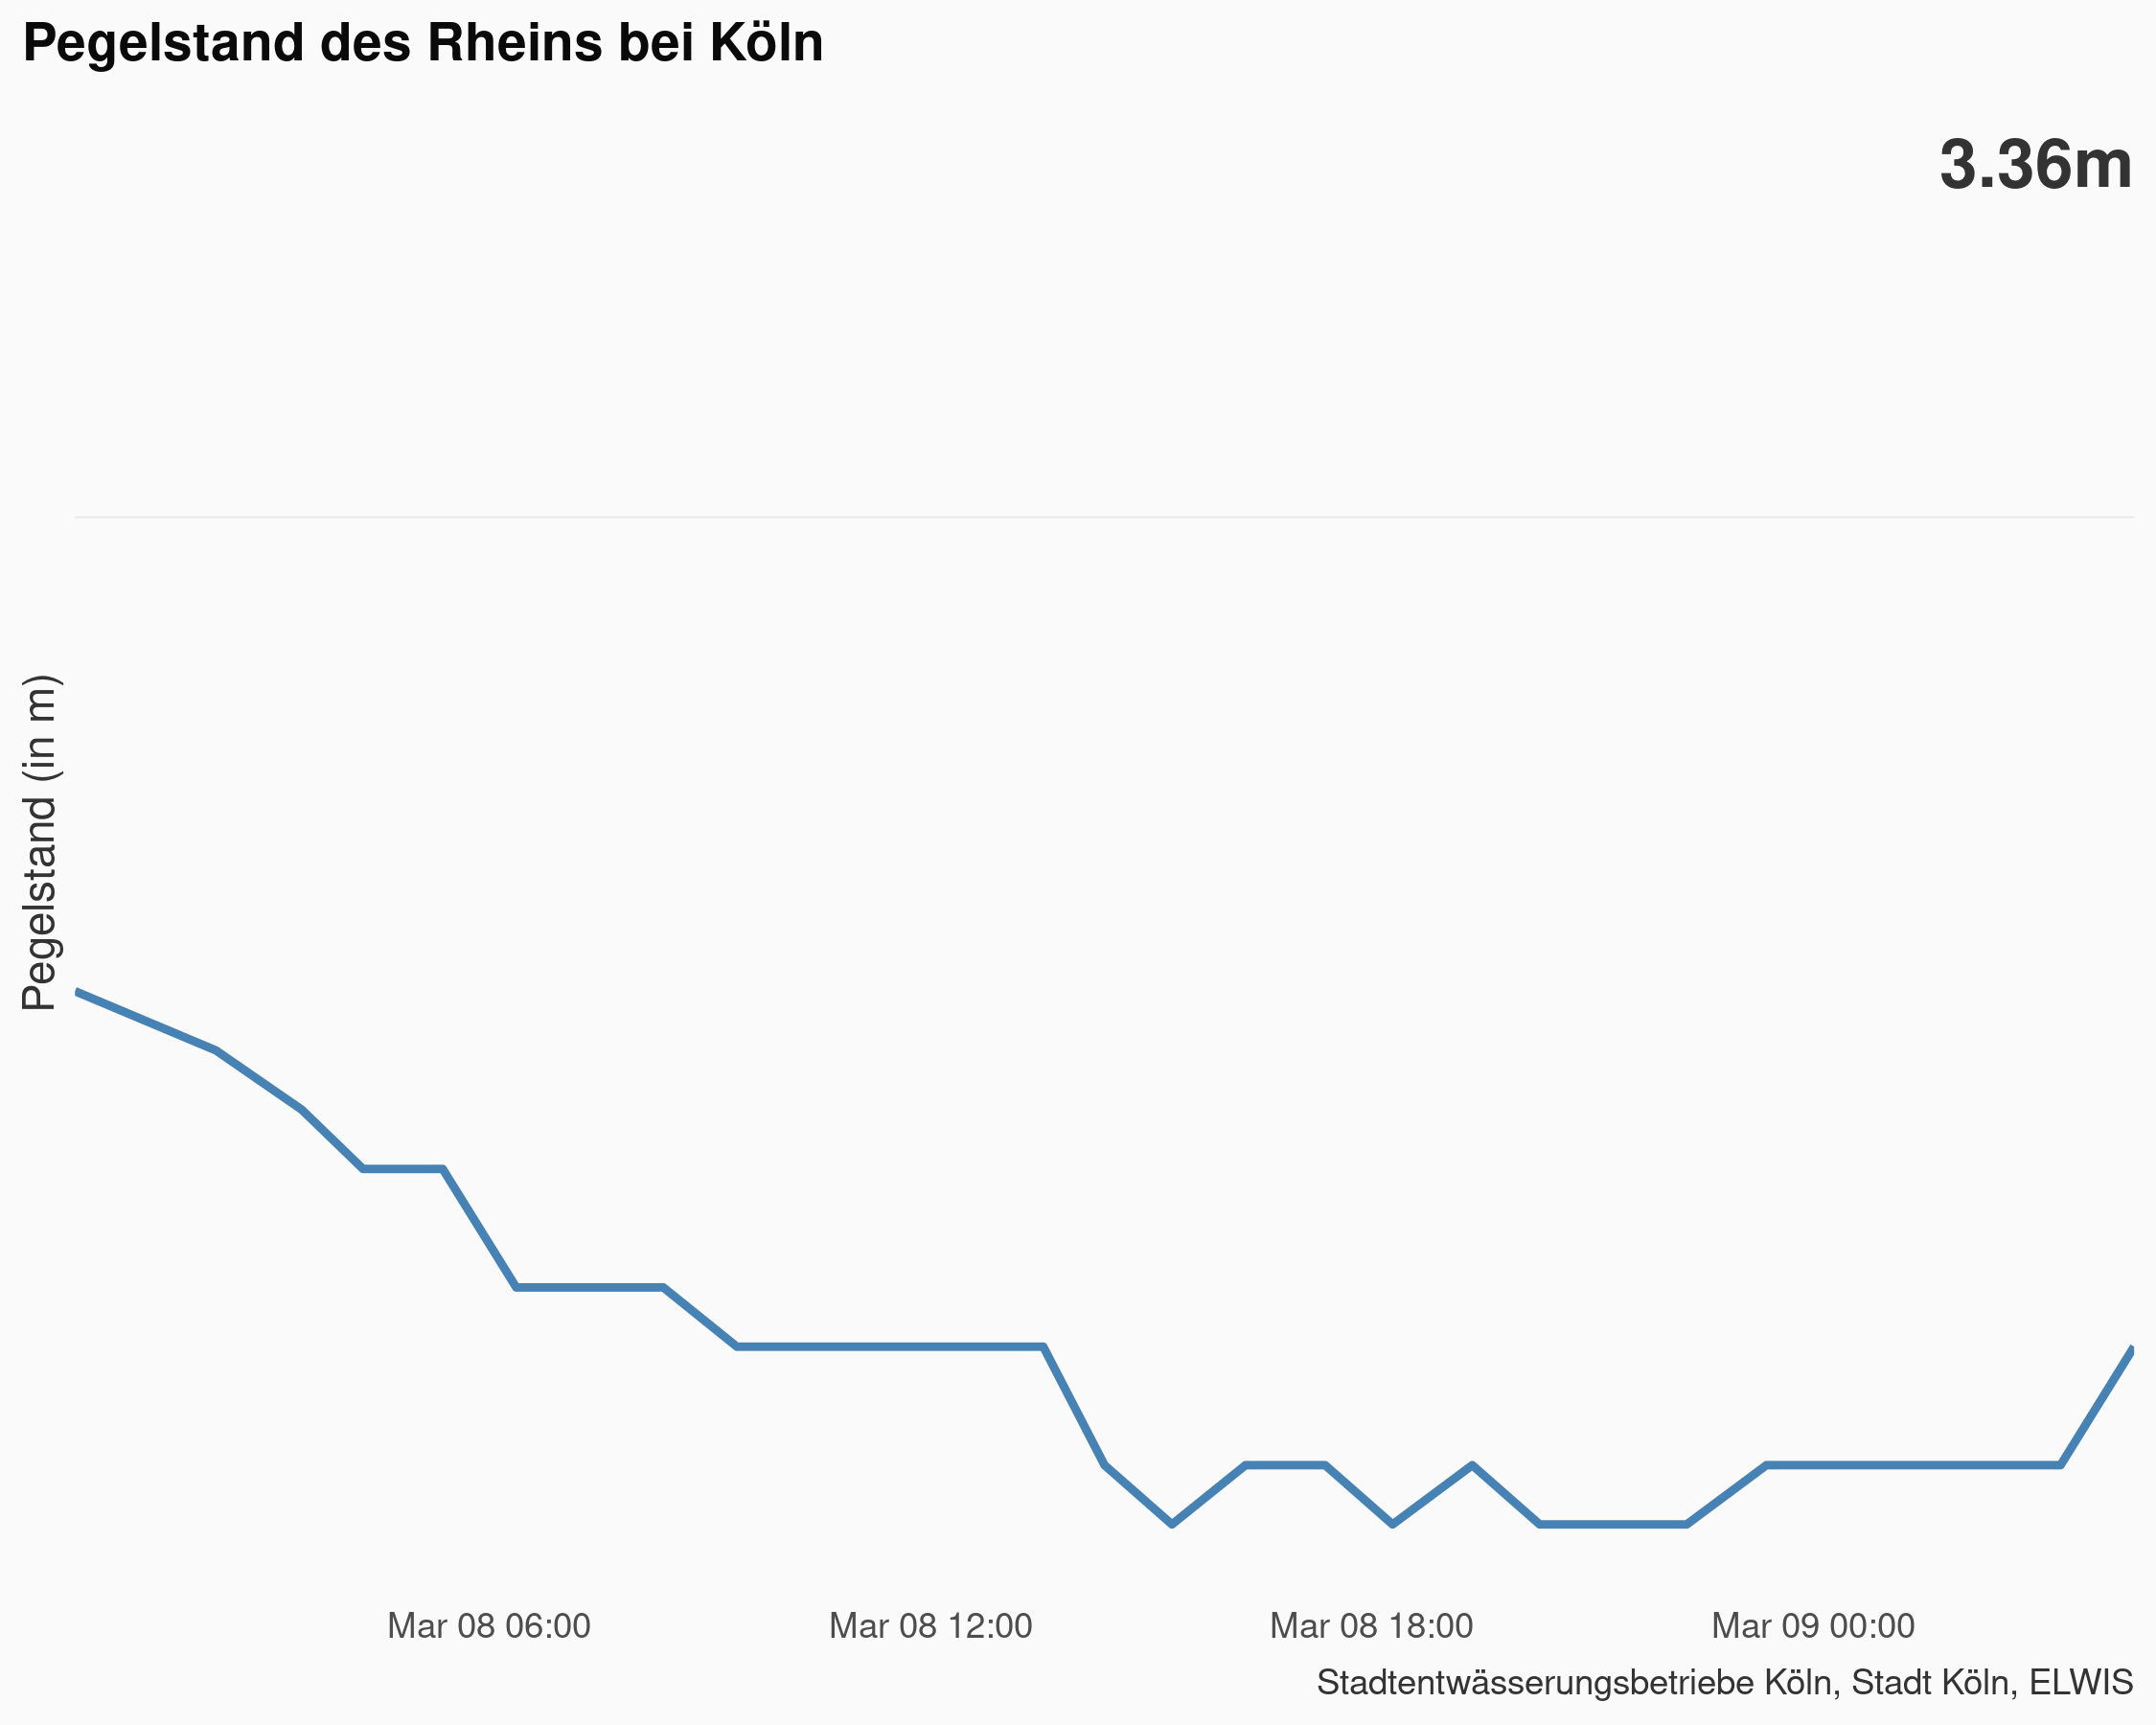 Pegelstand des Rheins bei Köln
3.36m
Pegelstand (in m)
Mar 08 06:00
Mar 08 12:00
Mar 08 18:00
Mar 09 00:00
Stadtentwässerungsbetriebe Köln, Stadt Köln, ELWIS